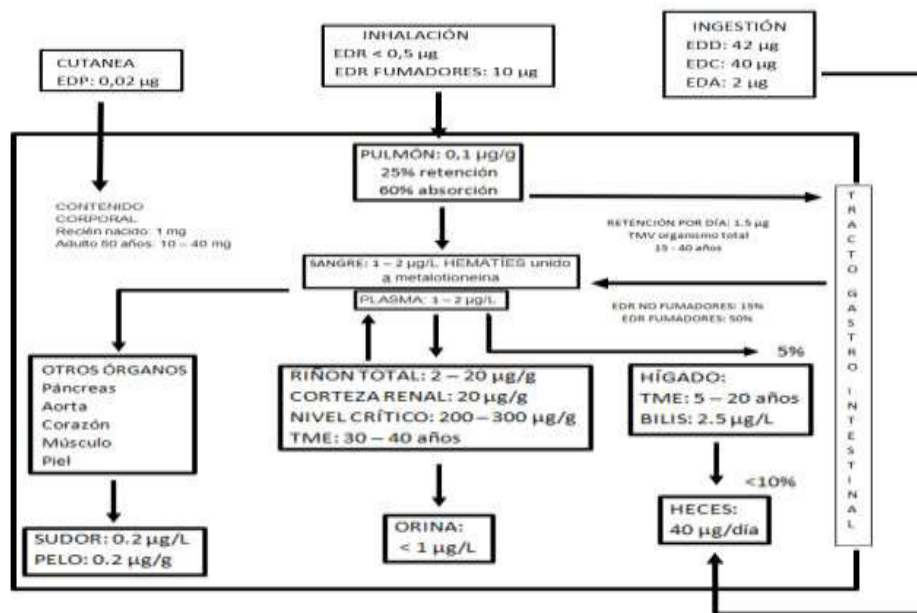 INHALACIÓN
EDR < 0,5 µg
EDR FUMADORES: 10 µg
INGESTIÓN
EDD: 42 µg
EDC: 40 µg
EDA: 2 µg
CUTANEA
EDP: 0,02 µg
PULMÓN: 0,1 µg/g
25% retención
60% absorción
CONTENIDO
CORPORAL
Recién nacido: 1 mg
Adulto 50 años: 10 – 40 mg
RETENCIÓN POR DÍA: 1.5 µg
TMV organismo total
15 - 40 años
TRACTO GASTRO INTESTINAL
SANGRE: 1 – 2 µg/L HEMATÍES unido
a metalotioneina
PLASMA: 1 – 2 µg/L
EDR NO FUMADORES: 15%
EDR FUMADORES: 50%
5%
OTROS ÓRGANOS
Páncreas
Aorta
Corazón
Músculo
Piel
RIÑON TOTAL: 2 – 20 µg/g
CORTEZA RENAL: 20 µg/g
NIVEL CRÍTICO: 200 – 300 µg/g
TME: 30 – 40 años
HÍGADO:
TME: 5 – 20 años
BILIS: 2.5 µg/L
<10%
SUDOR: 0.2 µg/L
PELO: 0.2 µg/g
ORINA:
< 1 µg/L
HECES:
40 µg/día